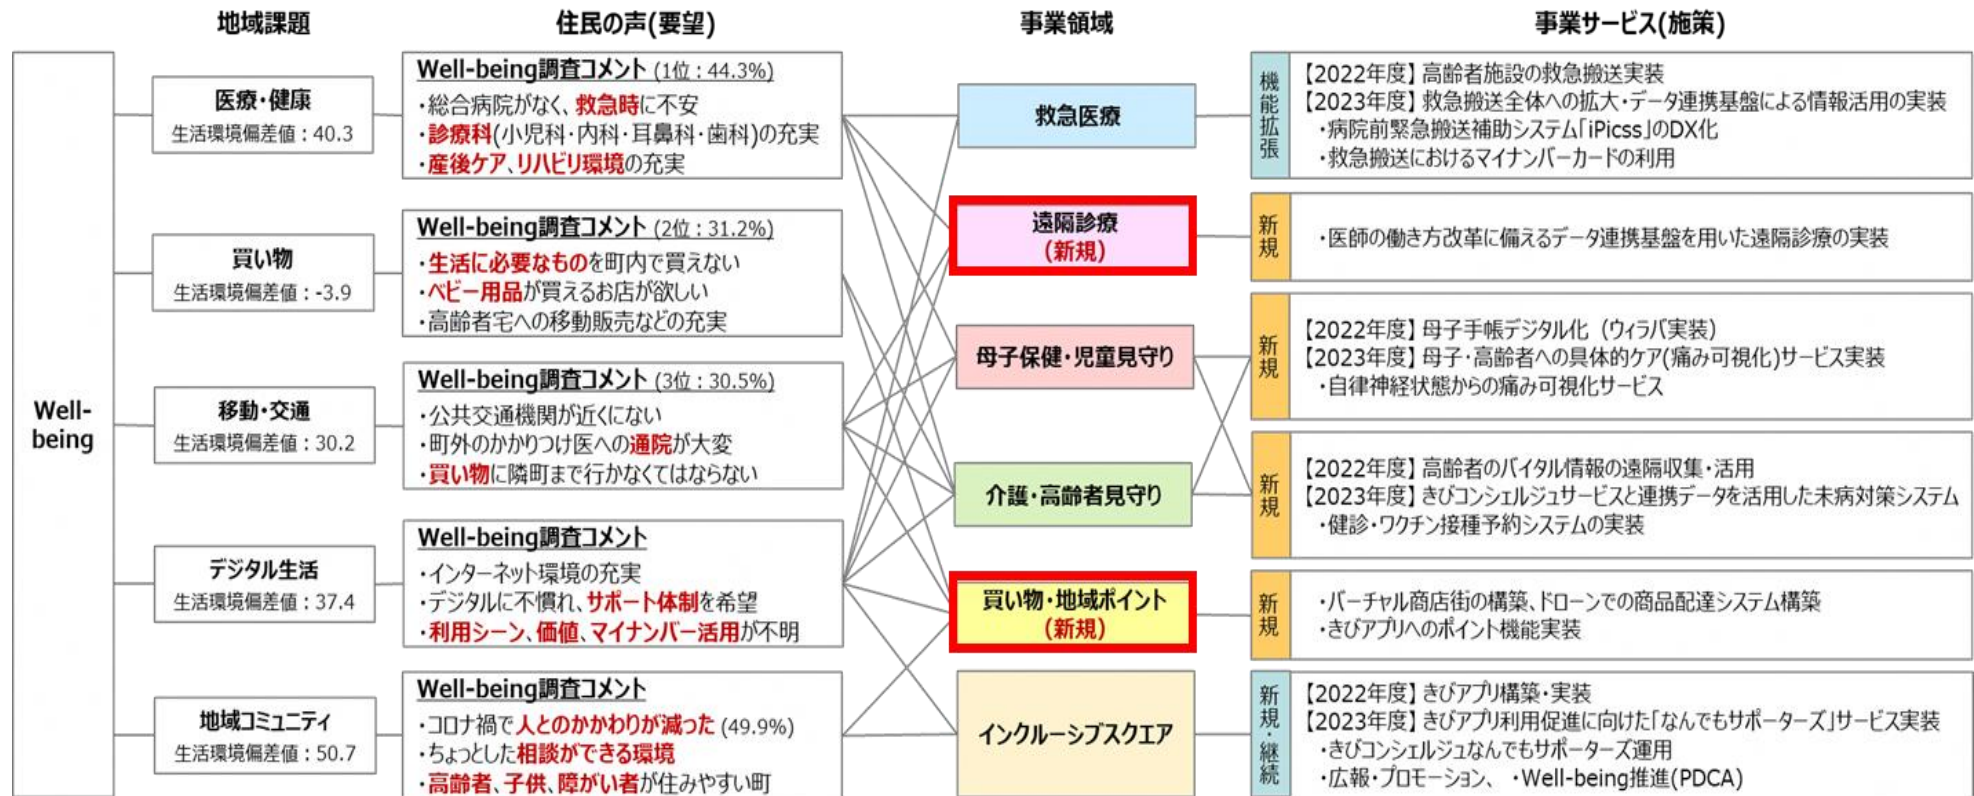 地域課題
住民の声(要望)
事業領域
事業サービス(施策)
Well-
being
医療・健康
生活環境偏差値：40.3
買い物
生活環境偏差値：-3.9
移動・交通
生活環境偏差値：30.2
デジタル生活
生活環境偏差値：37.4
地域コミュニティ
生活環境偏差値：50.7
Well-being調査コメント (1位：44.3%)
・総合病院がなく、救急時に不安
・診療科(小児科・内科・耳鼻科・歯科)の充実
・産後ケア、リハビリ環境の充実
Well-being調査コメント (2位：31.2%)
・生活に必要なものを町内で買えない
・ベビー用品が買えるお店が欲しい
・高齢者宅への移動販売などの充実
Well-being調査コメント (3位：30.5%)
・公共交通機関が近くにない
・町外のかかりつけ医への通院が大変
・買い物に隣町まで行かなくてはならない
Well-being調査コメント
・インターネット環境の充実
・デジタルに不慣れ、サポート体制を希望
・利用シーン、価値、マイナンバー活用が不明
Well-being調査コメント
・コロナ禍で人とのかかわりが減った (49.9%)
・ちょっとした相談ができる環境
・高齢者、子供、障がい者が住みやすい町
救急医療
遠隔診療
(新規)
母子保健・児童見守り
介護・高齢者見守り
買い物・地域ポイント
(新規)
インクルーシブスクエア
機能拡張
【2022年度】高齢者施設の救急搬送実装
【2023年度】救急搬送全体への拡大・データ連携基盤による情報活用の実装
・病院前緊急搬送補助システム「iPicss」のDX化
・救急搬送におけるマイナンバーカードの利用
新規
・医師の働き方改革に備えるデータ連携基盤を用いた遠隔診療の実装
新規
【2022年度】母子手帳デジタル化（ウィラバ実装）
【2023年度】母子・高齢者への具体的ケア(痛み可視化)サービス実装
・自律神経状態からの痛み可視化サービス
新規
【2022年度】高齢者のバイタル情報の遠隔収集・活用
【2023年度】きびコンシェルジュサービスと連携データを活用した未病対策システム
・健診・ワクチン接種予約システムの実装
新規
・バーチャル商店街の構築、ドローンでの商品配達システム構築
・きびアプリへのポイント機能実装
新規・継続
【2022年度】きびアプリ構築・実装
【2023年度】きびアプリ利用促進に向けた「なんでもサポーターズ」サービス実装
・きびコンシェルジュなんでもサポーターズ運用
・広報・プロモーション、・Well-being推進(PDCA)